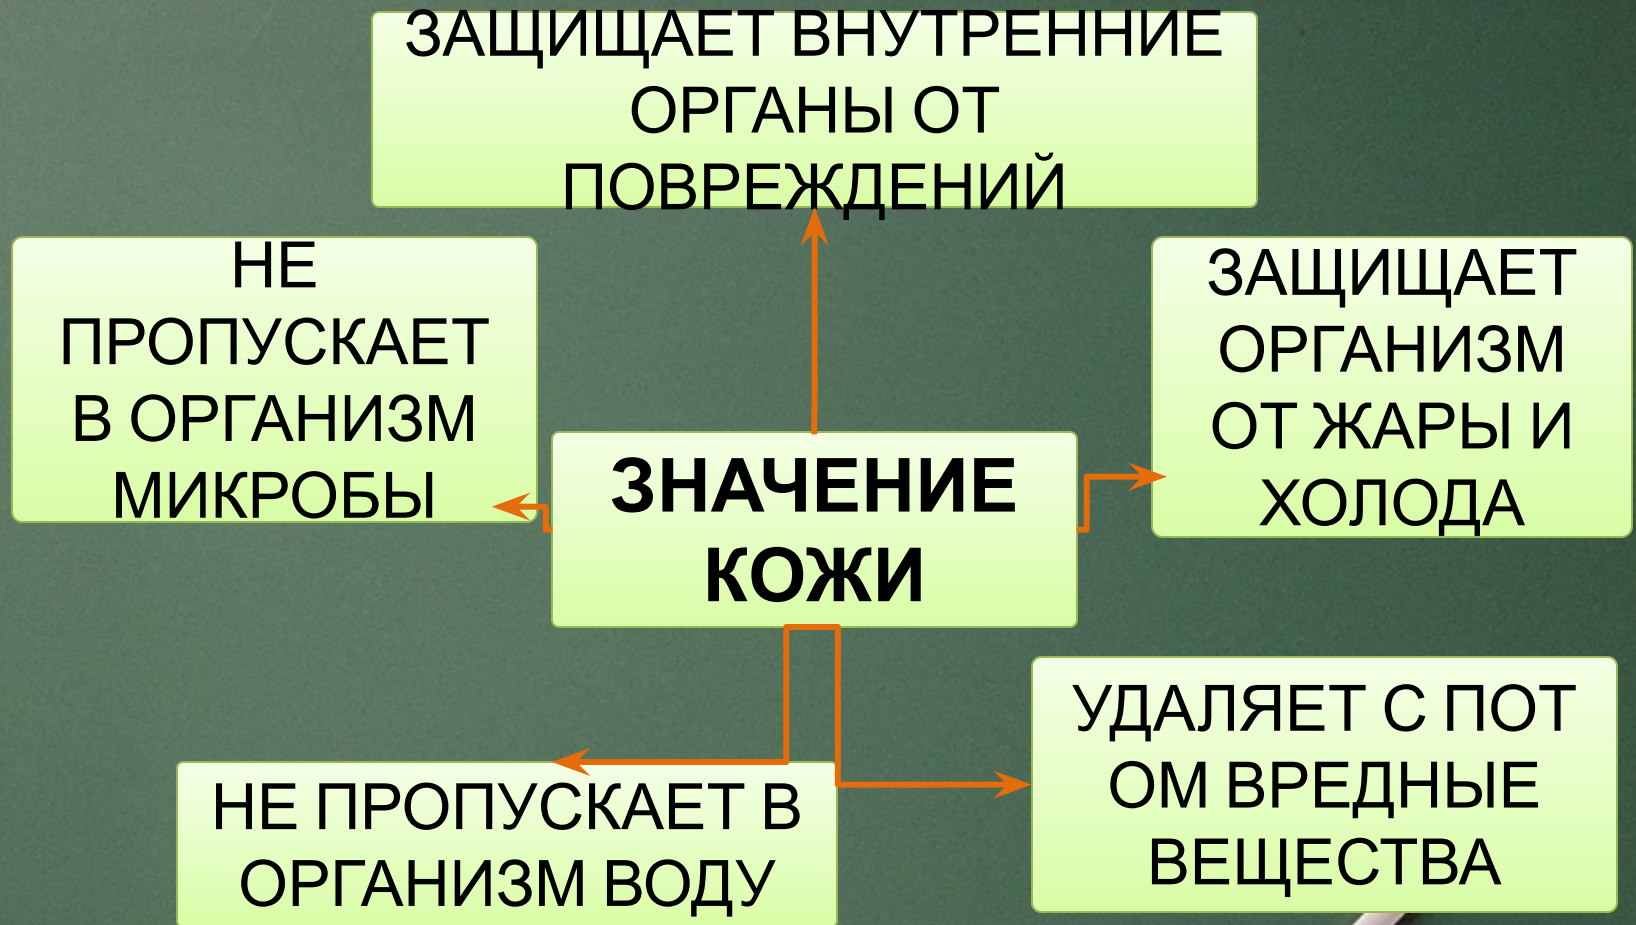 ЗАЩИЩАЕТ ВНУТРЕННИЕ
ОРГАНЫ ОТ
ПОВРЕЖДЕНИЙ
НЕ
ПРОПУСКАЕТ
В ОРГАНИЗМ
МИКРОБЫ
ЗАЩИЩАЕТ
ОРГАНИЗМ
ОТ ЖАРЫ И
ХОЛОДА
ЗНАЧЕНИЕ
КОЖИ
НЕ ПРОПУСКАЕТ В
ОРГАНИЗМ ВОДУ
УДАЛЯЕТ С ПОТ
ОМ ВРЕДНЫЕ
ВЕЩЕСТВА